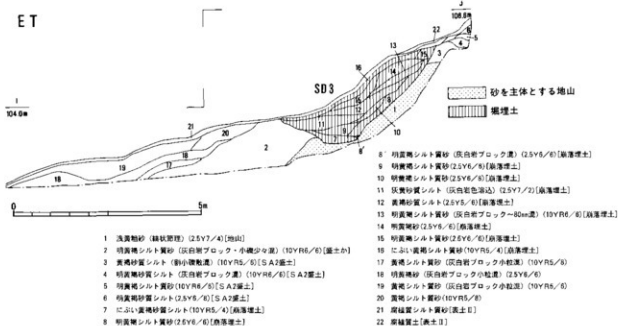 ET
J
108.0m
I
104.0m
SD3
砂を主体とする地山
堀埋土
0 5m
1 浅黄釉砂 (縞状節理) (2.5Y7/4) [地山]
2 明黄褐シルト質砂 (灰白岩ブロック・小礫少々混) (10YR6/6) [盛土か]
3 黄褐砂質シルト (割小礫散混) (10YR5/6) [SA2盛土]
4 明黄褐砂質シルト (灰白岩ブロック混) (10YR6/6) [SA2盛土]
5 明黄褐シルト質砂 (10YR6/6) [SA2盛土]
6 明黄褐砂質シルト (2.5Y6/6) [SA2盛土]
7 にぶい黄褐砂質シルト (10YR5/4) [崩落埋土]
8 明黄褐シルト質砂 (2.5Y6/6) [崩落埋土]
8' 明黄褐シルト質砂 (灰白岩ブロック混) (2.5Y6/6) [崩落埋土]
9 明黄褐シルト質砂 (2.5Y6/6) [崩落埋土]
10 明黄褐シルト質砂 (2.5Y6/6) [崩落埋土]
11 灰黄砂質シルト (灰白岩色溶込) (2.5Y7/2) [崩落埋土]
12 黄褐砂質シルト (2.5Y5/6) [崩落埋土]
13 明黄褐シルト質砂 (灰白岩ブロック~80mm混) (10YR6/6) [崩落埋土]
14 明黄褐砂 (2.5Y6/6) [崩落埋土]
15 明黄褐シルト質砂 (2.5Y6/6) [崩落埋土]
16 にぶい黄褐シルト質砂 (10YR5/4) [崩落埋土]
17 黄褐シルト質砂 (灰白岩ブロック小粒混) (10YR5/8)
18 明黄褐砂 (灰白岩ブロック小粒混) (2.5Y6/6)
19 黄褐シルト質砂 (灰白岩ブロック小粒混) (10YR5/6)
20 黄褐シルト質砂 (10YR5/6)
21 腐植質シルト質砂 [表土Ⅱ]
22 腐植質土 [表土Ⅰ]